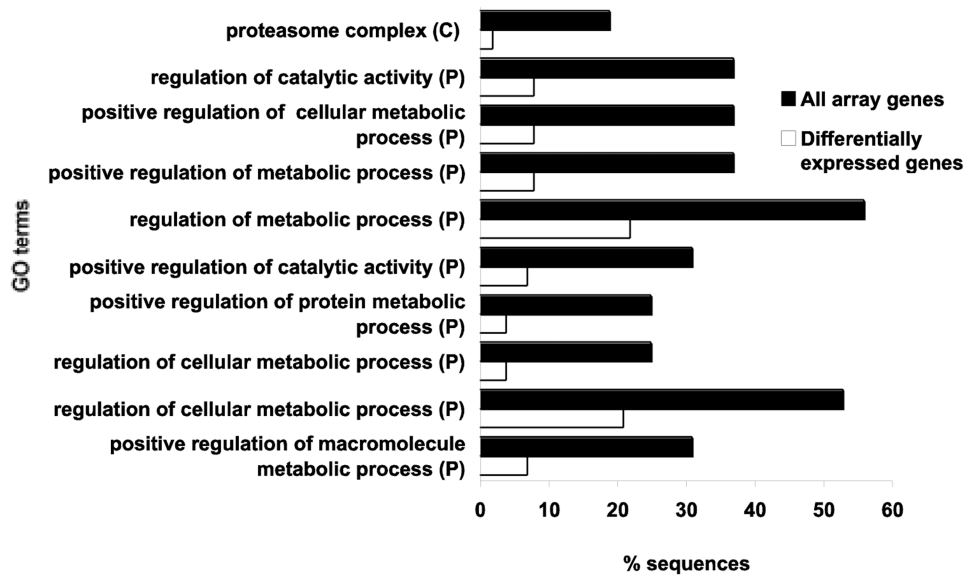 proteasome complex (C)
regulation of catalytic activity (P)
positive regulation of cellular metabolic
process (P)
positive regulation of metabolic process (P)
regulation of metabolic process (P)
positive regulation of catalytic activity (P)
positive regulation of protein metabolic
process (P)
regulation of cellular metabolic process (P)
regulation of cellular metabolic process (P)
positive regulation of macromolecule
metabolic process (P)
GO terms
All array genes
Differentially
expressed genes
0 10 20 30 40 50 60
% sequences